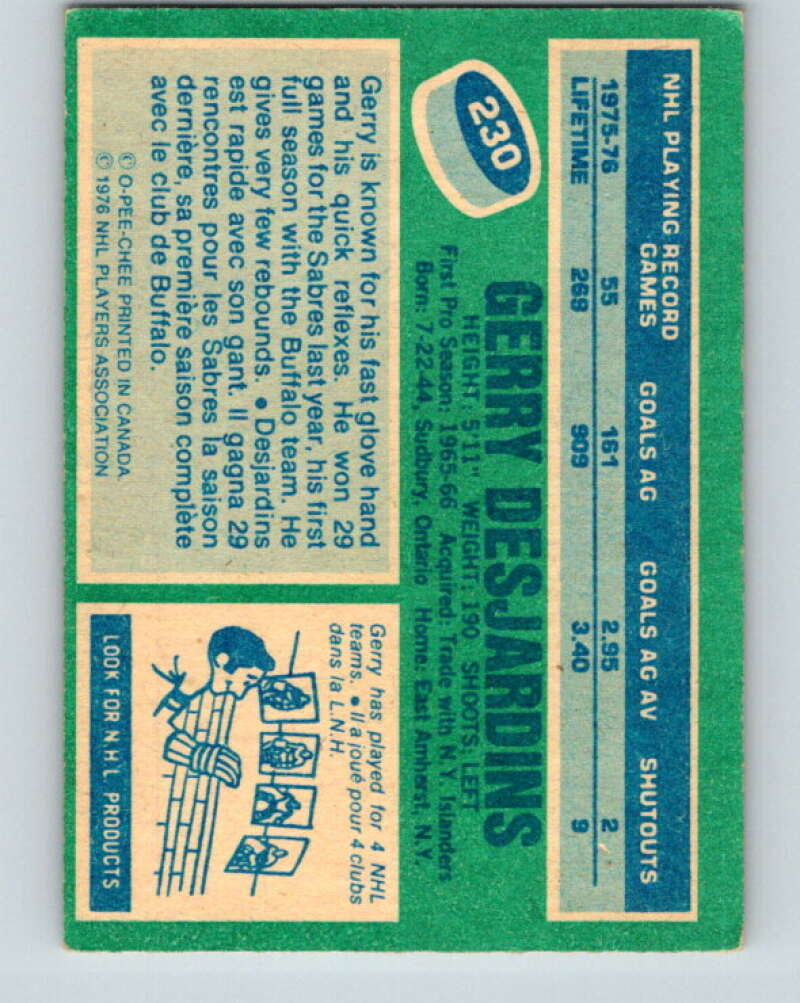 NHL PLAYING RECORD
GAMES GOALS AG GOALS AG AV SHUTOUTS
1975-76 55 161 2.95 2
LIFETIME 269 909 3.40 9
230
GERRY DESJARDINS
HEIGHT: 5'11" WEIGHT: 190 SHOOTS: LEFT
First Pro Season: 1965-66 Acquired: Trade with N.Y. Islanders
Born: 7-22-44, Sudbury, Ontario Home: East Amherst, N.Y.
Gerry is known for his fast glove hand
and his quick reflexes. He won 29
games for the Sabres last year, his first
full season with the Buffalo team. He
gives very few rebounds. • Desjardins
est rapide avec son gant. Il gagna 29
rencontres pour les Sabres la saison
dernière, sa première saison complète
avec le club de Buffalo.
© O-PEE-CHEE PRINTED IN CANADA
© 1976 NHL PLAYERS ASSOCIATION
Gerry has played for 4 NHL
teams. • Il a joué pour 4 clubs
dans la L.N.H.
LOOK FOR N.H.L PRODUCTS